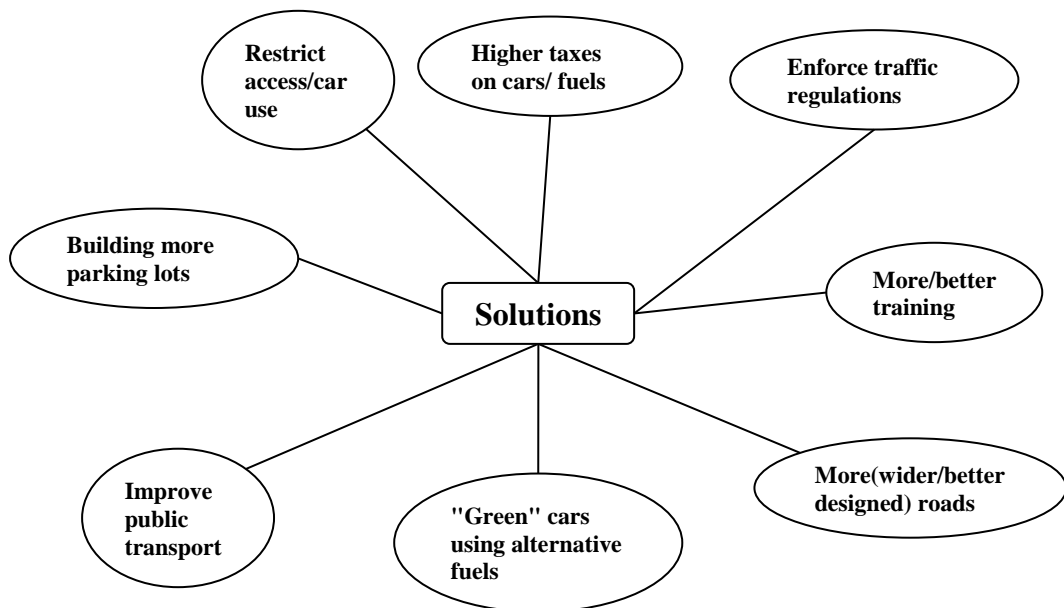 Restrict
access/car
use
Higher taxes
on cars/ fuels
Enforce traffic
regulations
Building more
parking lots
Solutions
More/better
training
Improve
public
transport
"Green" cars
using alternative
fuels
More(wider/better
designed) roads